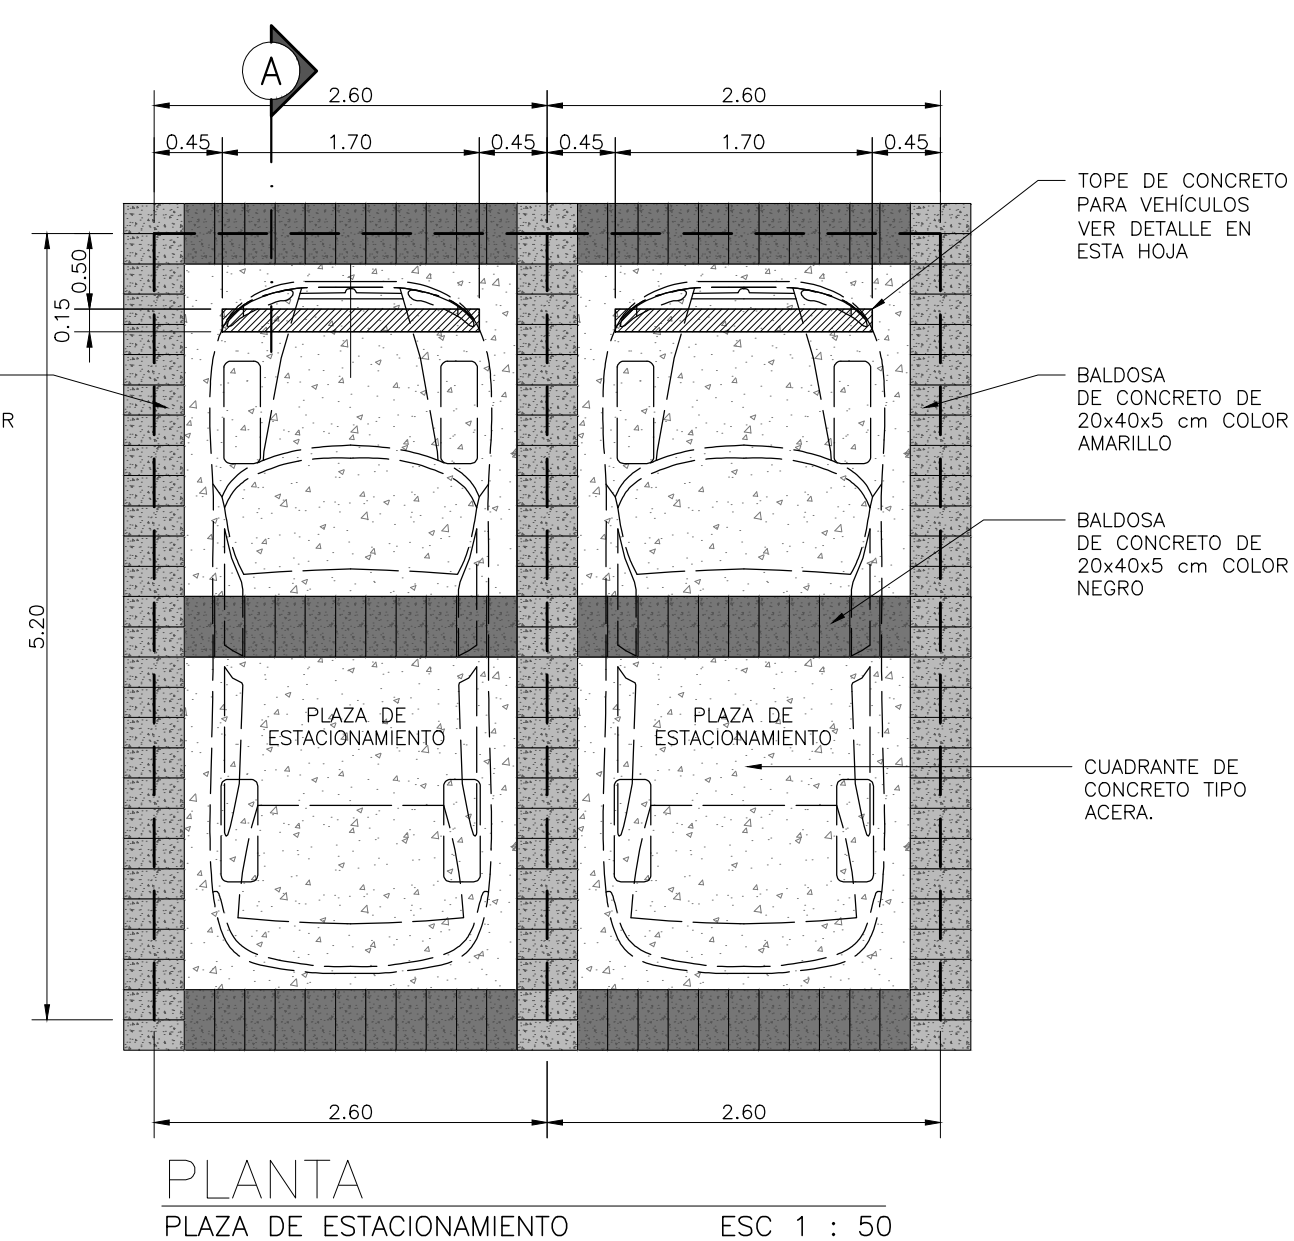 A
2.60
2.60
0.45
1.70
0.45
0.45
1.70
0.45
TOPE DE CONCRETO
PARA VEHÍCULOS
VER DETALLE EN
ESTA HOJA
0.50
0.15
R
BALDOSA
DE CONCRETO DE
20x40x5 cm COLOR
AMARILLO
BALDOSA
DE CONCRETO DE
20x40x5 cm COLOR
NEGRO
5.20
PLAZA DE
ESTACIONAMIENTO
PLAZA DE
ESTACIONAMIENTO
CUADRANTE DE
CONCRETO TIPO
ACERA.
2.60
2.60
PLANTA
PLAZA DE ESTACIONAMIENTO
ESC 1 : 50